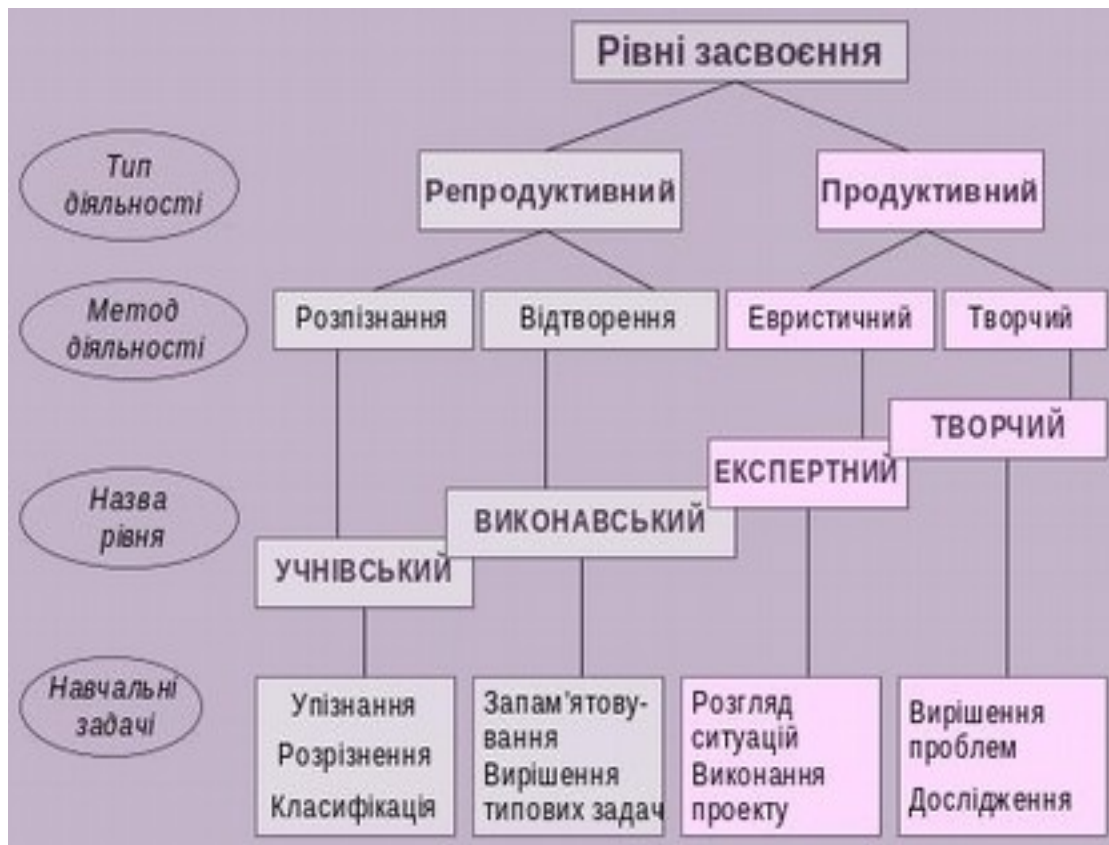 Рівні засвоєння
Тип
діяльності
Репродуктивний
Продуктивний
Метод
діяльності
Розпізнання
Відтворення
Евристичний
Творчий
Назва
рівня
УЧНІВСЬКИЙ
ВИКОНАВСЬКИЙ
ЕКСПЕРТНИЙ
ТВОРЧИЙ
Навчальні
задачі
Упізнання
Розрізнення
Класифікація
Запам'ятову-
вання
Вирішення
типових задач
Розгляд
ситуацій
Виконання
проекту
Вирішення
проблем
Дослідження